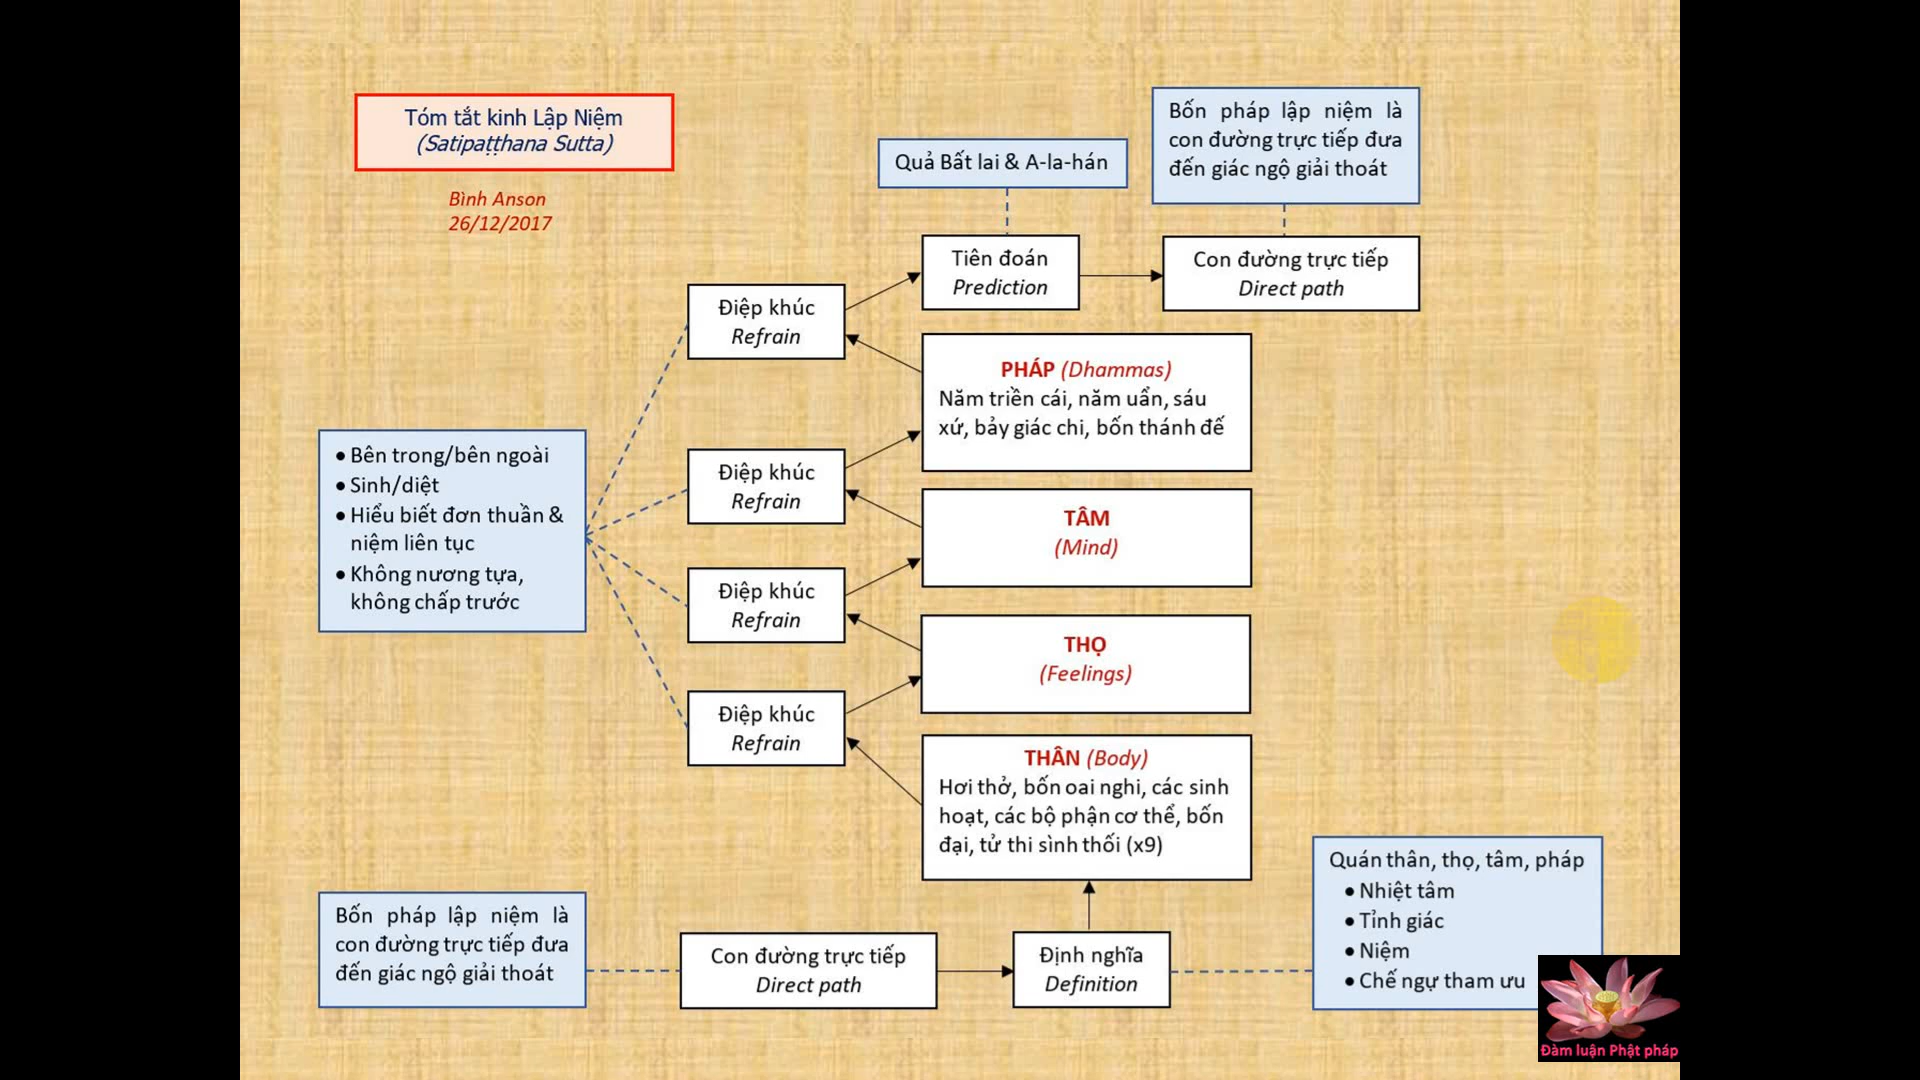 Tóm tắt kinh Lập Niệm
(Satipaṭṭhana Sutta)
Bình Anson
26/12/2017
Quả Bất lai & A-la-hán
Bốn pháp lập niệm là
con đường trực tiếp đưa
đến giác ngộ giải thoát
Tiên đoán
Prediction
Con đường trực tiếp
Direct path
Điệp khúc
Refrain
PHÁP (Dhammas)
Năm triền cái, năm uẩn, sáu
xứ, bảy giác chi, bốn thánh đế
• Bên trong/bên ngoài
• Sinh/diệt
• Hiểu biết đơn thuần &
niệm liên tục
• Không nương tựa,
không chấp trước
Điệp khúc
Refrain
TÂM
(Mind)
Điệp khúc
Refrain
THỌ
(Feelings)
Điệp khúc
Refrain
THÂN (Body)
Hơi thở, bốn oai nghi, các sinh
hoạt, các bộ phận cơ thể, bốn
đại, tử thi sình thối (x9)
Bốn pháp lập niệm là
con đường trực tiếp đưa
đến giác ngộ giải thoát
Con đường trực tiếp
Direct path
Định nghĩa
Definition
Quán thân, thọ, tâm, pháp
• Nhiệt tâm
• Tỉnh giác
• Niệm
• Chế ngự tham ưu
Đàm luận Phật pháp